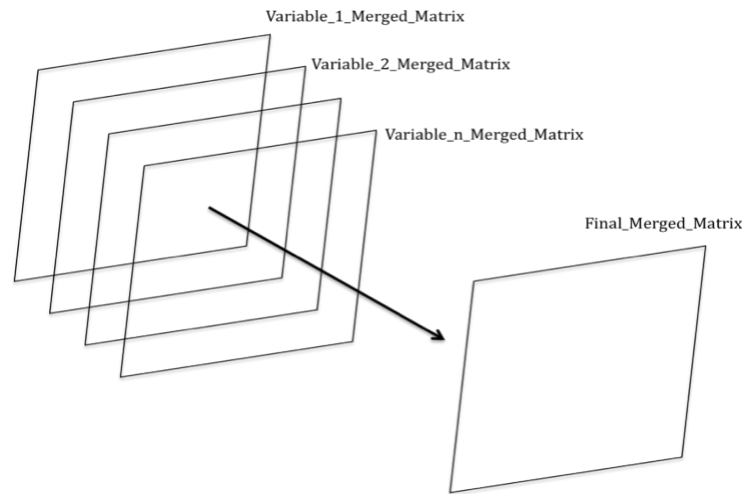 Variable_1_Merged_Matrix
Variable_2_Merged_Matrix
Variable_n_Merged_Matrix
Final_Merged_Matrix